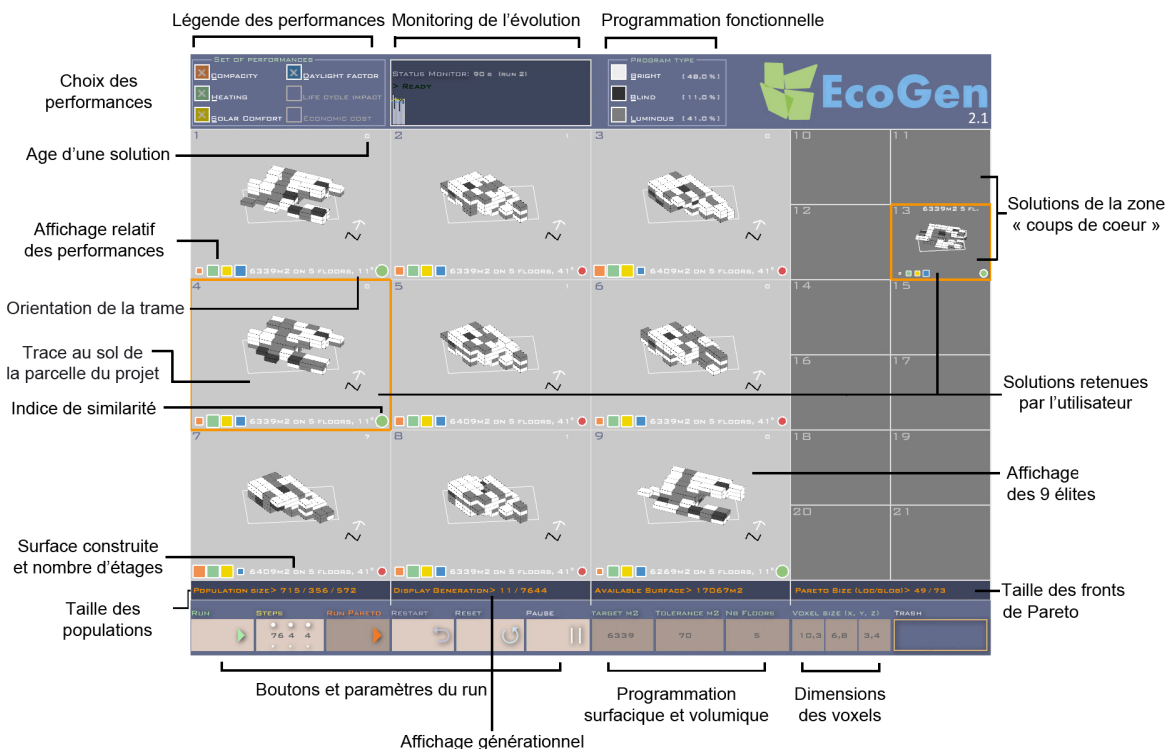 Légende des performances
Monitoring de l'évolution
Programmation fonctionnelle
Choix des
performances
SET OF PERFORMANCES
COMPACITY
DAYLIGHT FACTOR
HEATING
LIFE CYCLE IMPACT
SOLAR COMFORT
ECONOMIC COST
STATUS MONITOR: 90 s (RUN 2)
> READY
PROGRAM TYPE
BRIGHT [48,0%]
BLIND [11,0%]
LUMINOUS [41,0%]
EcoGen
2.1
Age d'une solution
Affichage relatif
des performances
Orientation de la trame
Trace au sol de
la parcelle du projet
Indice de similarité
Surface construite
et nombre d'étages
Taille des
populations
1
N
6339M2 ON 5 FLOORS, 11°
2
1
N
6339M2 ON 5 FLOORS, 41°
3
N
6409M2 ON 5 FLOORS, 41°
4
N
6339M2 ON 5 FLOORS, 11°
5
N
6409M2 ON 5 FLOORS, 41°
6
N
6339M2 ON 5 FLOORS, 41°
7
N
6409M2 ON 5 FLOORS, 41°
8
1
N
6409M2 ON 5 FLOORS, 41°
9
N
6269M2 ON 5 FLOORS, 11°
10
11
12
13 6339M2 5 FL.
14
15
16
17
18
19
20
21
Solutions de la zone
« coups de coeur »
Solutions retenues
par l'utilisateur
Affichage
des 9 élites
Taille des fronts
de Pareto
POPULATION SIZE> 715 / 356 / 572
DISPLAY GENERATION> 11 / 7644
AVAILABLE SURFACE> 17067M2
PARETO SIZE (LOC/GLOB)> 49 / 73
RUN
STEPS
RUN PARETO
RESTART
RESET
PAUSE
TARGET M2
TOLERANCE M2
NB FLOORS
VOXEL SIZE (X, Y, Z)
TRASH
76 4 4
6339
70
5
10,3
6,8
3,4
Boutons et paramètres du run
Programmation
surfacique et volumique
Dimensions
des voxels
Affichage générationnel